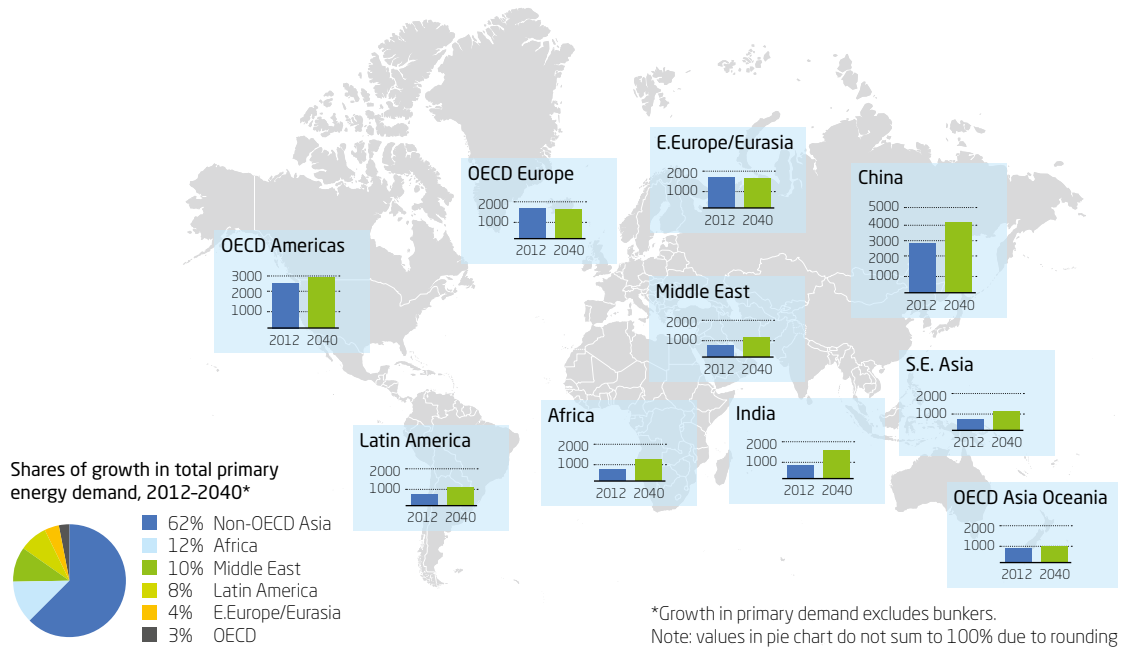 E.Europe/Eurasia
2000
1000
2012 2040
OECD Europe
2000
1000
2012 2040
China
5000
4000
3000
2000
1000
2012 2040
OECD Americas
3000
2000
1000
2012 2040
Middle East
2000
1000
2012 2040
S.E. Asia
2000
1000
2012 2040
Africa
2000
1000
2012 2040
India
2000
1000
2012 2040
Latin America
2000
1000
2012 2040
OECD Asia Oceania
2000
1000
2012 2040
Shares of growth in total primary
energy demand, 2012–2040*
62% Non-OECD Asia
12% Africa
10% Middle East
8% Latin America
4% E.Europe/Eurasia
3% OECD
*Growth in primary demand excludes bunkers.
Note: values in pie chart do not sum to 100% due to rounding